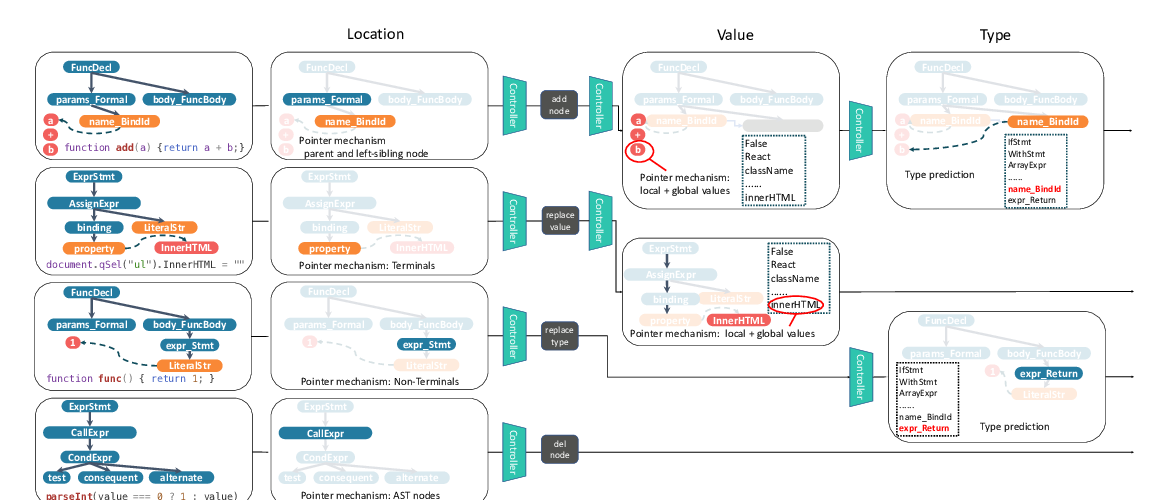 Location
Value
Type
FuncDecl
params_Formal
body_FuncBody
a
name_BindId
+
b
function add(a) {return a + b;}
FuncDecl
params_Formal
body_FuncBody
a
name_BindId
+
b
Pointer mechanism
parent and left-sibling node
Controller
add
node
Controller
FuncDecl
params_Formal
body_FuncBody
a
name_BindId
+
b
Pointer mechanism:
local + global values
False
React
className
......
innerHTML
Controller
FuncDecl
params_Formal
body_FuncBody
a
name_BindId
name_BindId
+
b
Type prediction
IfStmt
WithStmt
ArrayExpr
......
name_BindId
expr_Return
ExprStmt
AssignExpr
binding
LiteralStr
property
InnerHTML
document.qSel("ul").InnerHTML = ""
ExprStmt
AssignExpr
binding
LiteralStr
property
InnerHTML
Pointer mechanism: Terminals
Controller
replace
value
Controller
ExprStmt
AssignExpr
binding
LiteralStr
property
InnerHTML
False
React
className
......
innerHTML
Pointer mechanism: local + global values
FuncDecl
params_Formal
body_FuncBody
1
expr_Stmt
LiteralStr
function func() { return 1; }
FuncDecl
params_Formal
body_FuncBody
1
expr_Stmt
LiteralStr
Pointer mechanism: Non-Terminals
Controller
replace
type
Controller
FuncDecl
params_Formal
body_FuncBody
1
expr_Return
LiteralStr
IfStmt
WithStmt
ArrayExpr
......
name_BindId
expr_Return
Type prediction
ExprStmt
CallExpr
CondExpr
test
consequent
alternate
parseInt(value === 0 ? 1 : value)
ExprStmt
CallExpr
CondExpr
test
consequent
alternate
Pointer mechanism: AST nodes
Controller
del
node